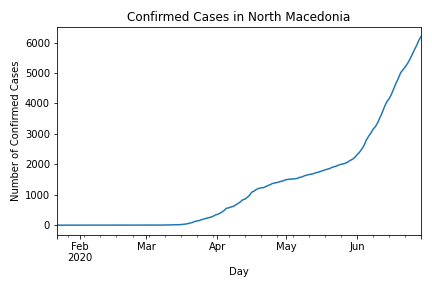 Confirmed Cases in North Macedonia
Number of Confirmed Cases
6000
5000
4000
3000
2000
1000
0
Feb
2020
Mar
Apr
May
Jun
Day